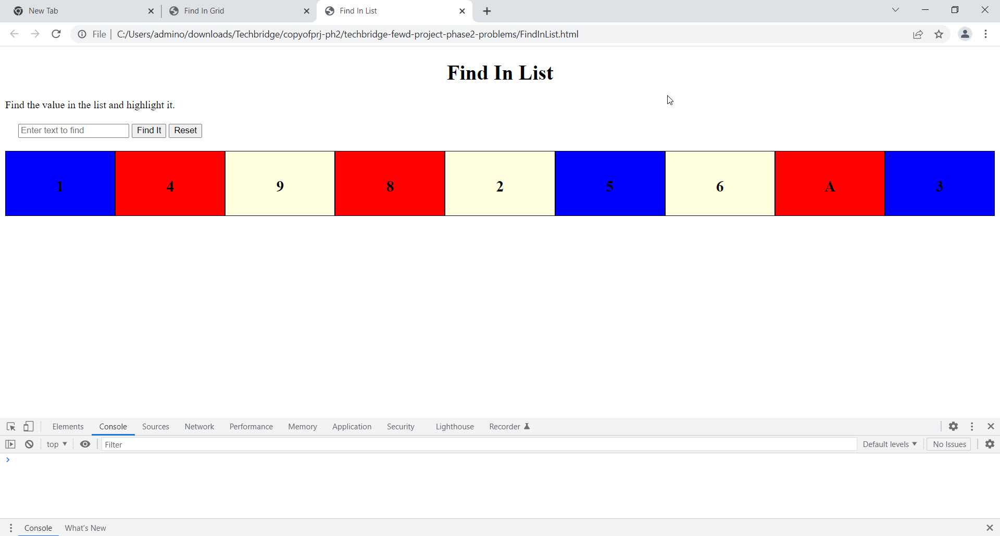 New Tab
Find In Grid
Find In List
File
C:/Users/admino/downloads/Techbridge/copyofprj-ph2/techbridge-fewd-project-phase2-problems/FindInList.html
Find In List
Find the value in the list and highlight it.
Enter text to find Find It Reset
1 4 9 8 2 5 6 A 3
Elements Console Sources Network Performance Memory Application Security Lighthouse Recorder
top Filter Default levels No Issues
Console What's New